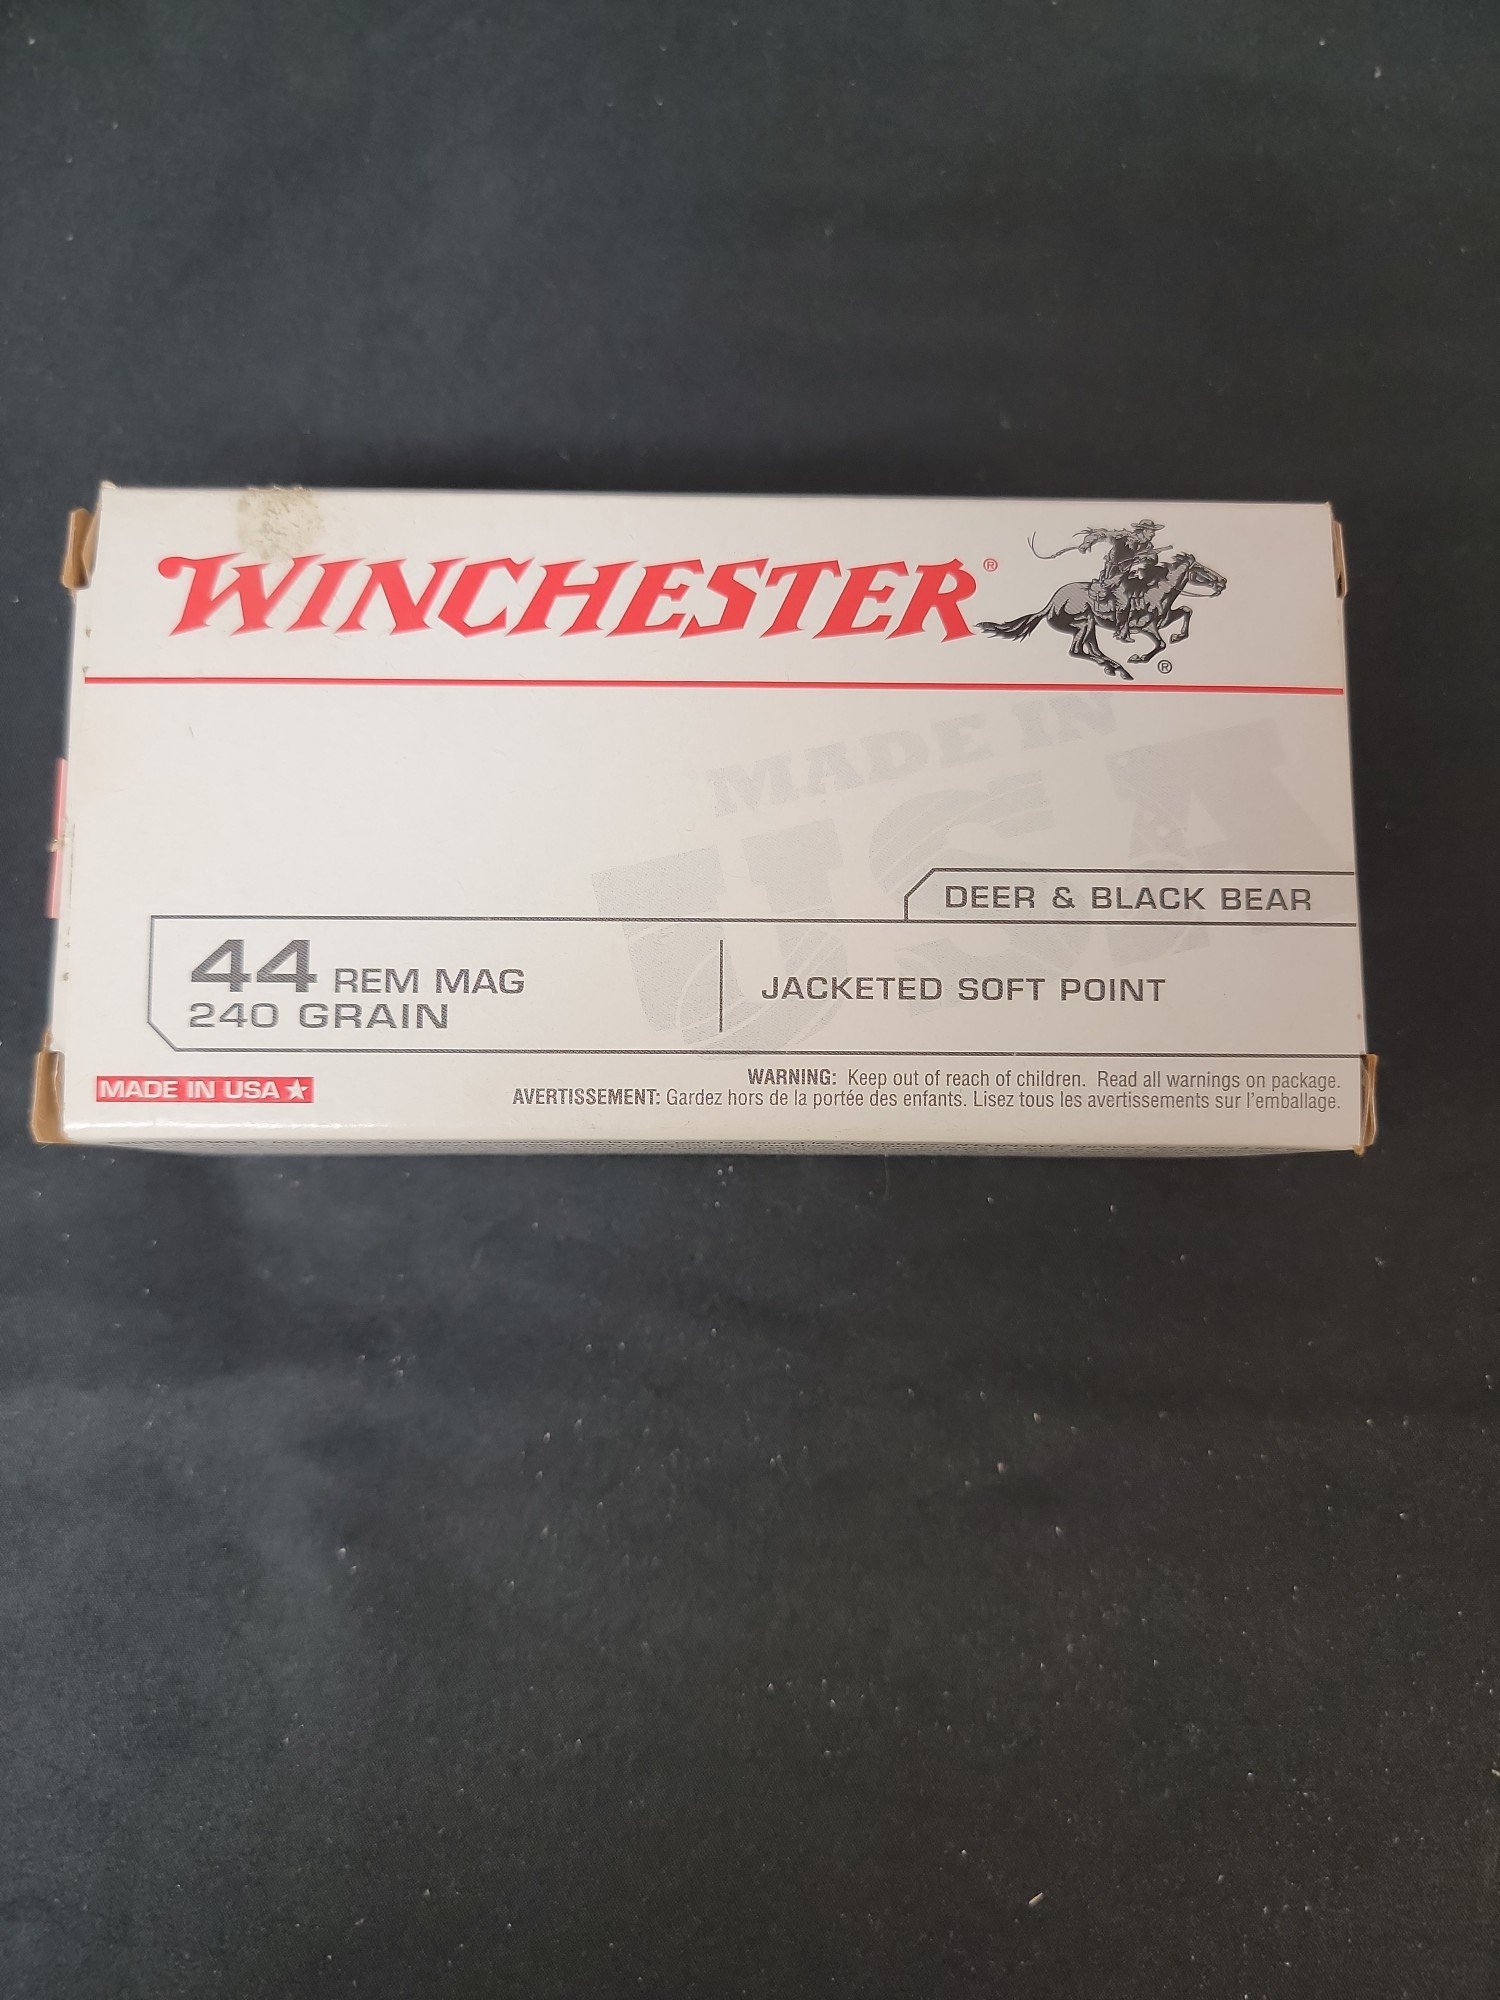 WINCHESTER®
®
MADE IN
USA
DEER & BLACK BEAR
44 REM MAG
240 GRAIN
JACKETED SOFT POINT
MADE IN USA
WARNING: Keep out of reach of children. Read all warnings on package.
AVERTISSEMENT: Gardez hors de la portée des enfants. Lisez tous les avertissements sur l'emballage.